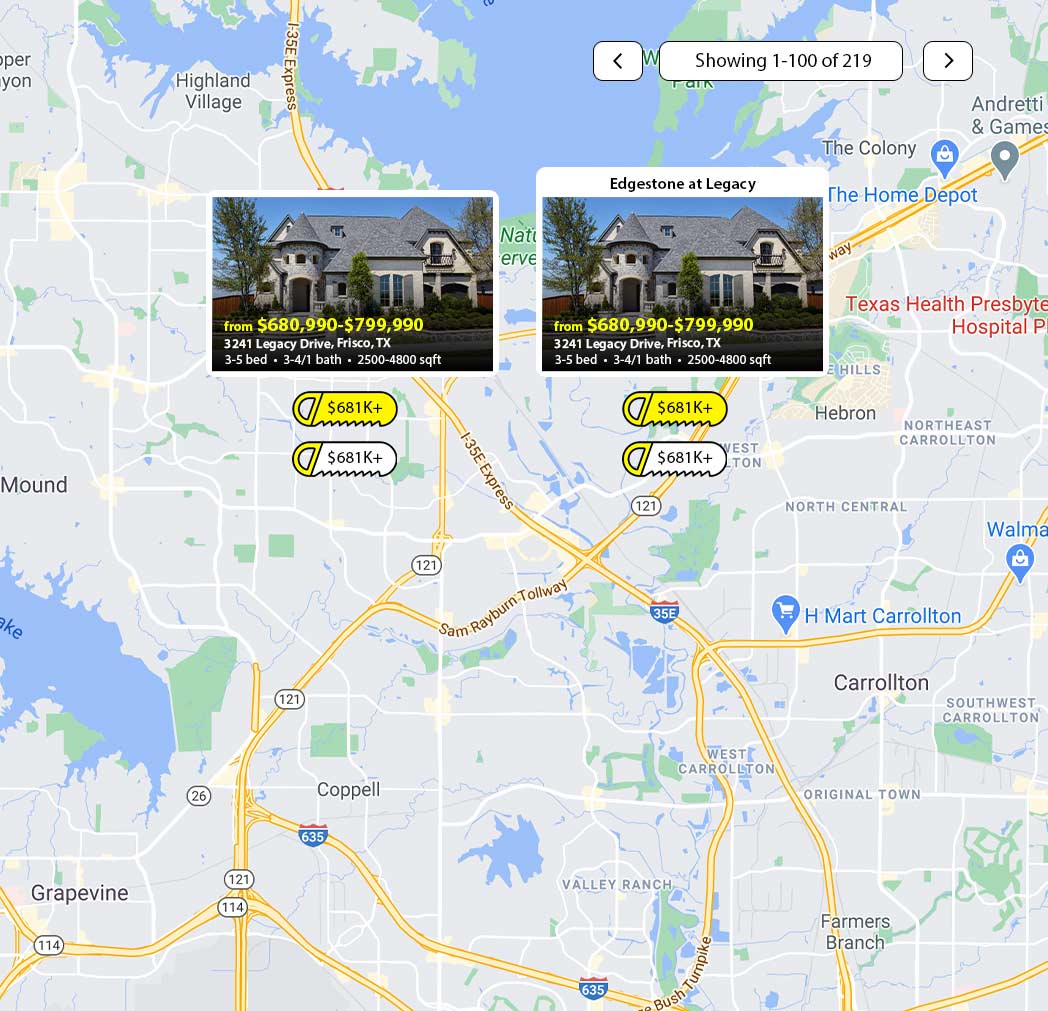 I-35E Express
Highland
Village
Showing 1-100 of 219
Park
Andretti
& Games
The Colony
The Home Depot
Edgestone at Legacy
from $680,990-$799,990
3241 Legacy Drive, Frisco, TX
3-5 bed • 3-4/1 bath • 2500-4800 sqft
from $680,990-$799,990
3241 Legacy Drive, Frisco, TX
3-5 bed • 3-4/1 bath • 2500-4800 sqft
Texas Health Presbyte
Hospital Pl
HILLS
Hebron
$681K+
$681K+
$681K+
$681K+
NORTHEAST
CARROLLTON
WEST
LTON
Mound
I-35E Express
121
NORTH CENTRAL
Walma
121
Sam Rayburn Tollway
35E
H Mart Carrollton
ake
Carrollton
121
SOUTHWEST
CARROLLTON
WEST
CARROLLTON
26
Coppell
ORIGINAL TOWN
635
121
VALLEY RANCH
Grapevine
114
Farmers
Branch
114
635
e Bush Turnpike